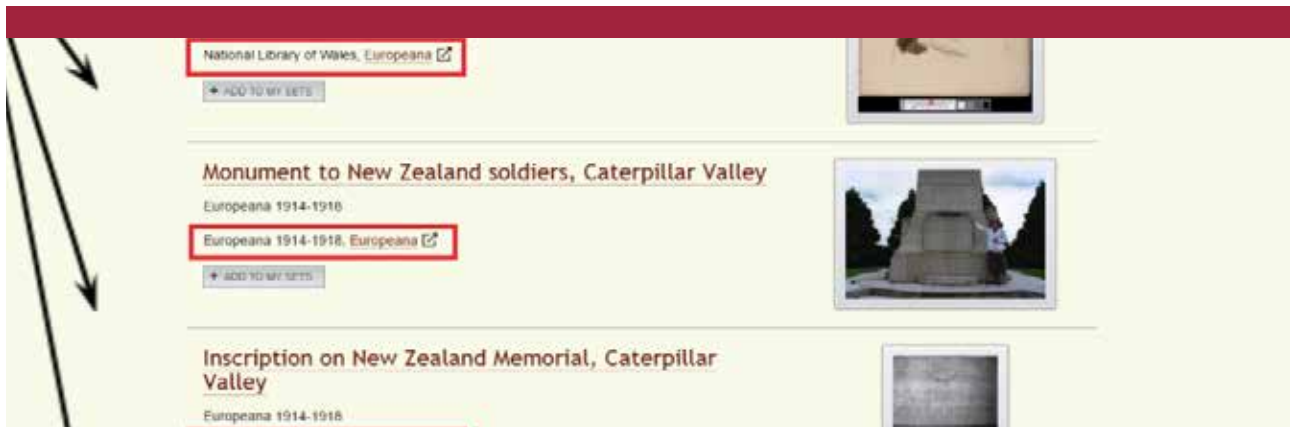 National Library of Wales, Europeana
+ ADD TO MY SETS
Monument to New Zealand soldiers, Caterpillar Valley
Europeana 1914-1918
Europeana 1914-1918, Europeana
+ ADD TO MY SETS
Inscription on New Zealand Memorial, Caterpillar
Valley
Europeana 1914-1918